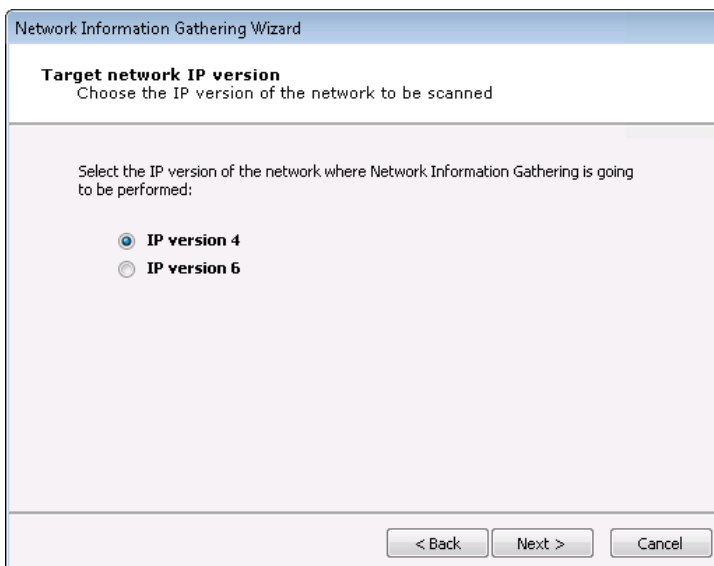 Network Information Gathering Wizard
Target network IP version
Choose the IP version of the network to be scanned
Select the IP version of the network where Network Information Gathering is going
to be performed:
IP version 4
IP version 6
< Back Next > Cancel